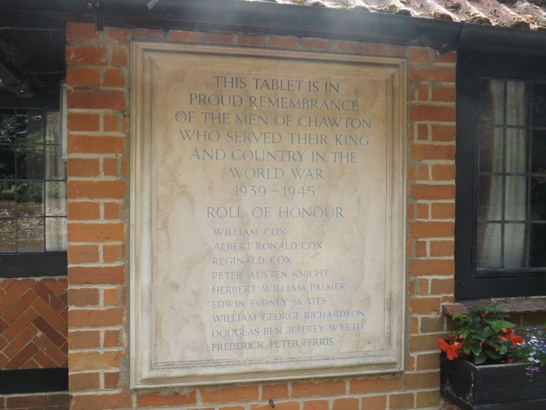 THIS TABLET IS IN
PROUD REMEMBRANCE
OF THE MEN OF CHAWTON
WHO SERVED THEIR KING
AND COUNTRY IN THE
WORLD WAR
1939-1945
ROLL OF HONOUR
WILLIAM COX
ALBERT RONALD COX
REGINALD COX
PETER AUSTEN KNIGHT
HERBERT WILLIAM PALMER
EDWIN SYDNEY SKATES
WILLIAM GEORGE RICHARDSON
DOUGLAS BEN JEFFREY WYETH
FREDERICK PETER FERRIS